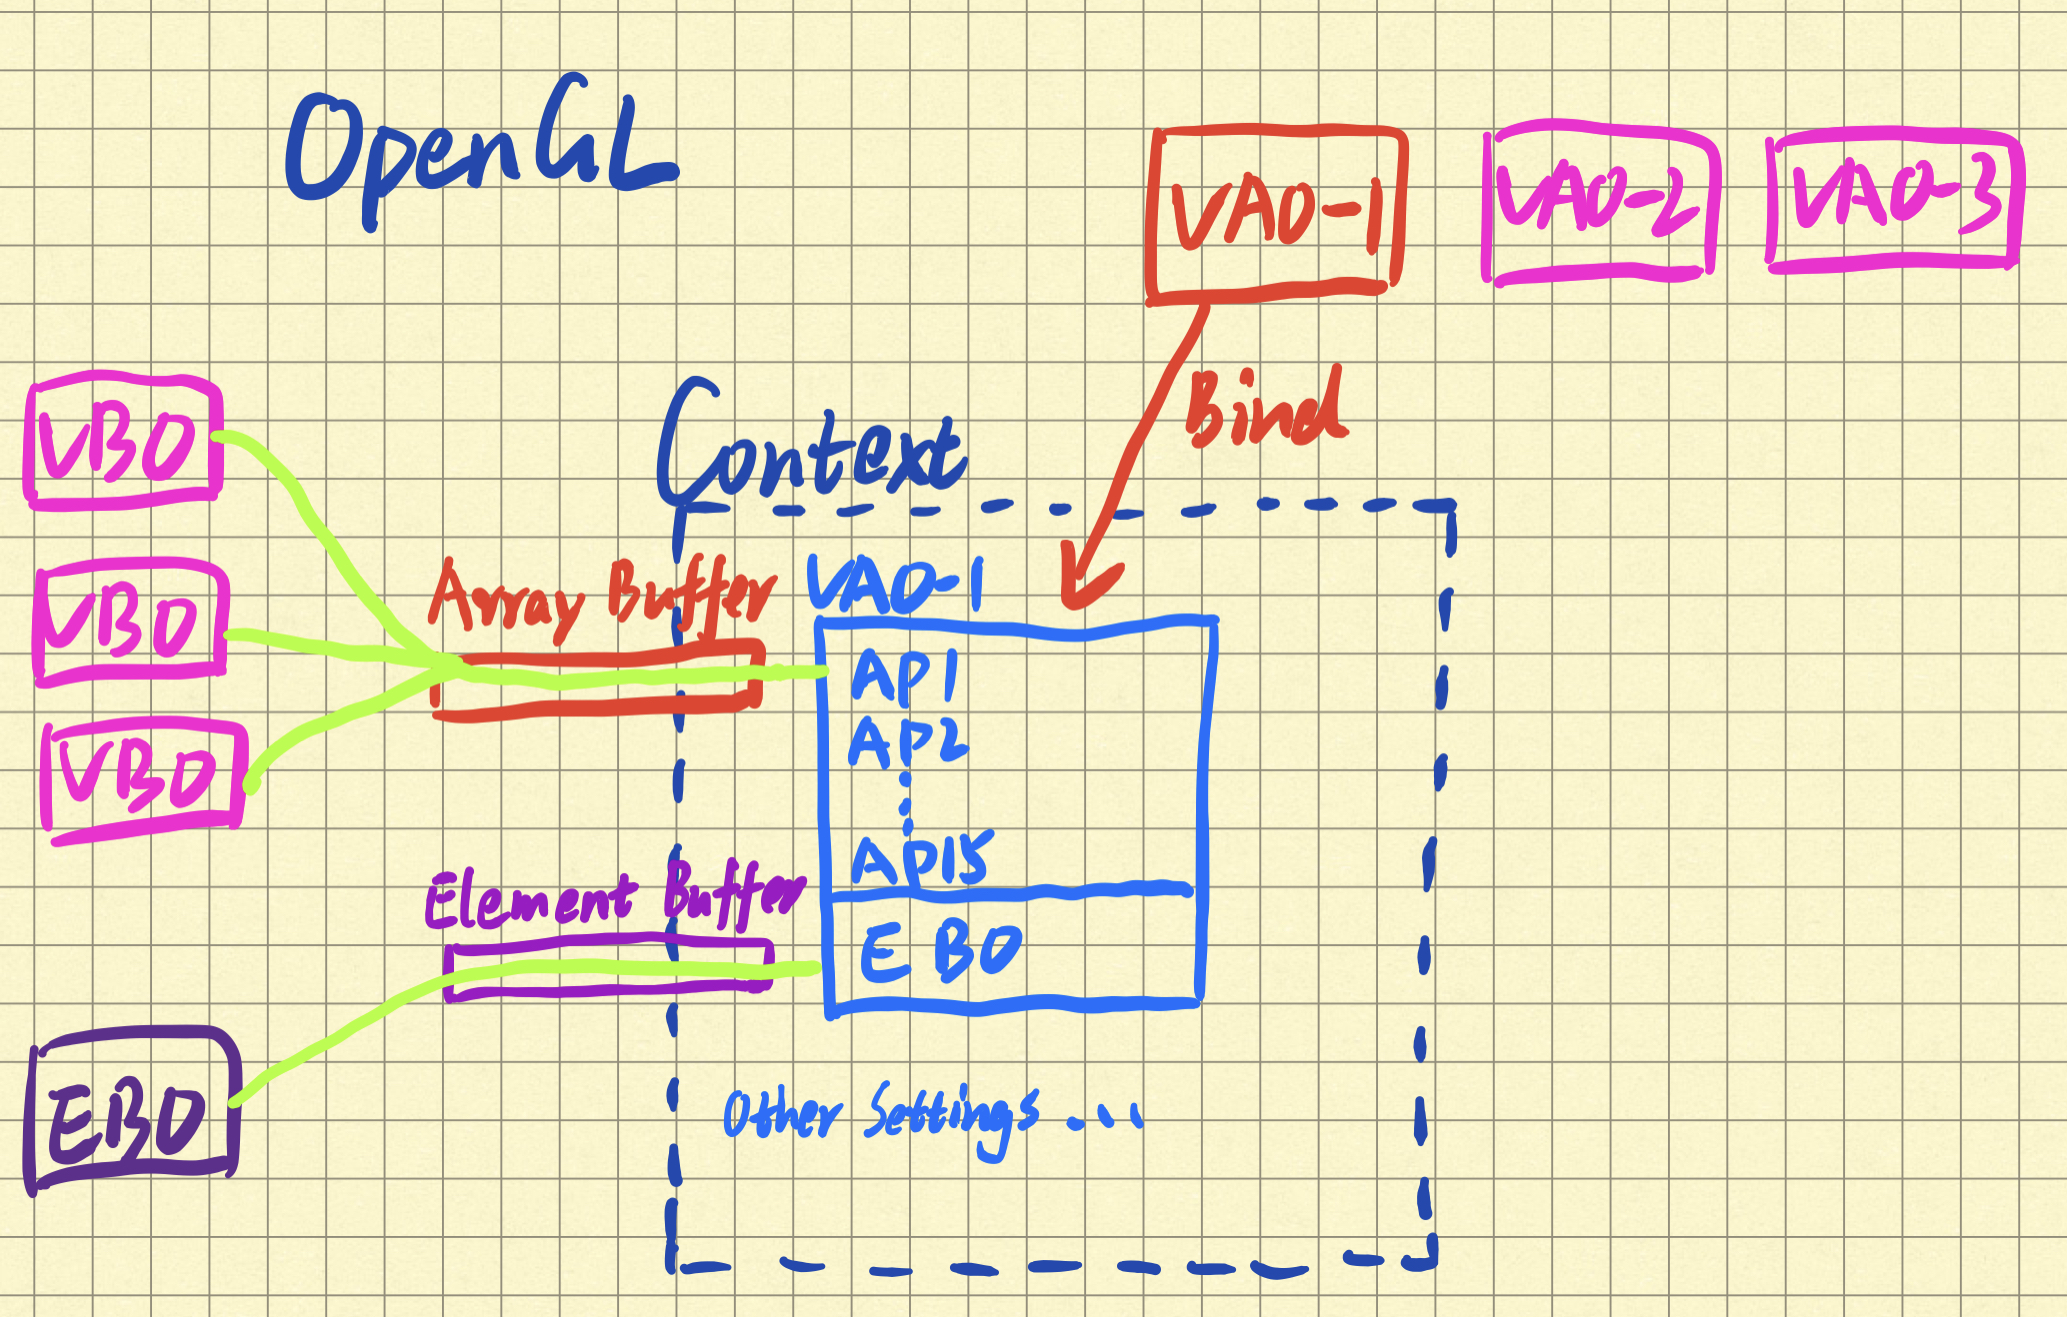 OpenGL
VAO-1
VAO-2
VAO-3
Bind
Context
VBO
VBO
VBO
Array Buffer
VAO-1
AP1
AP2
AP15
EBO
Element Buffer
EBO
Other Settings ...